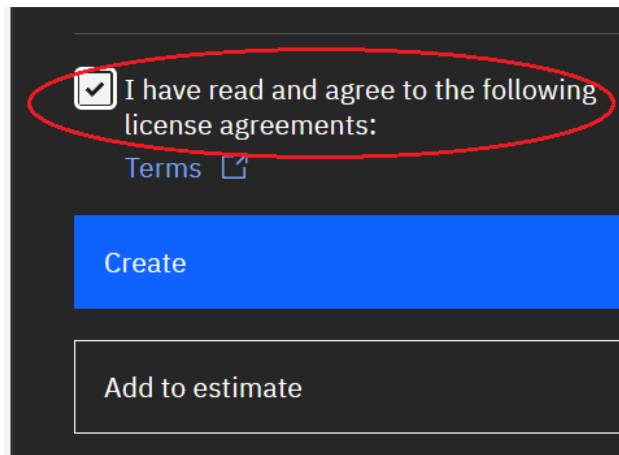 I have read and agree to the following
license agreements:
Terms
Create
Add to estimate